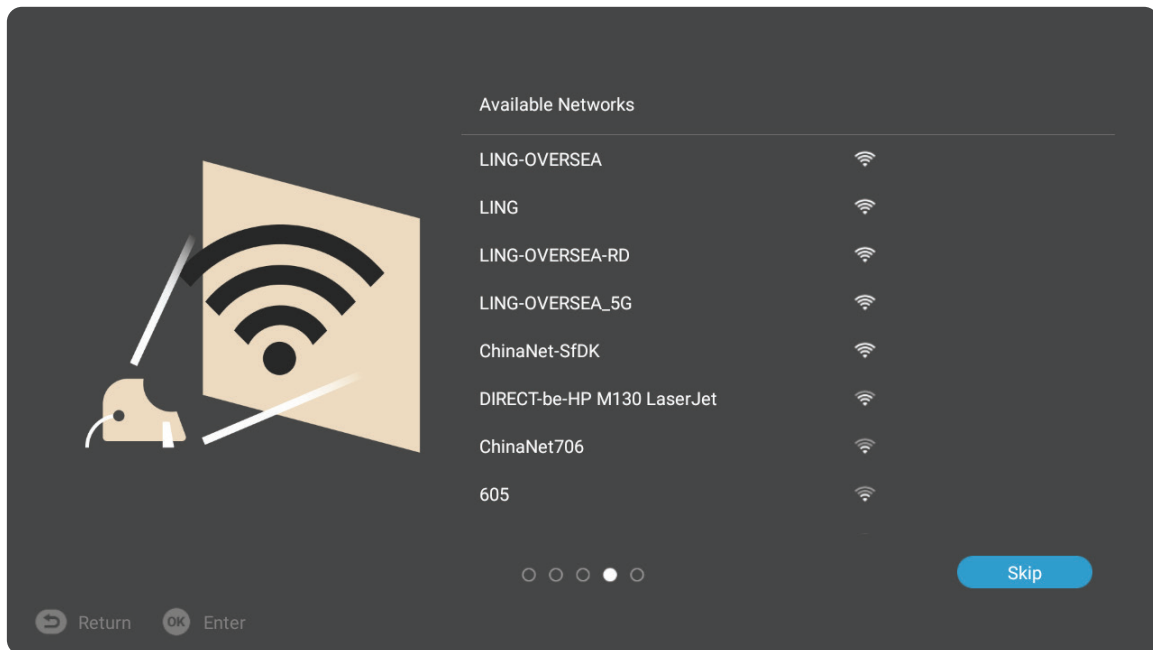 Available Networks
LING-OVERSEA
LING
LING-OVERSEA-RD
LING-OVERSEA_5G
ChinaNet-SfDK
DIRECT-be-HP M130 LaserJet
ChinaNet706
605
Skip
Return OK Enter